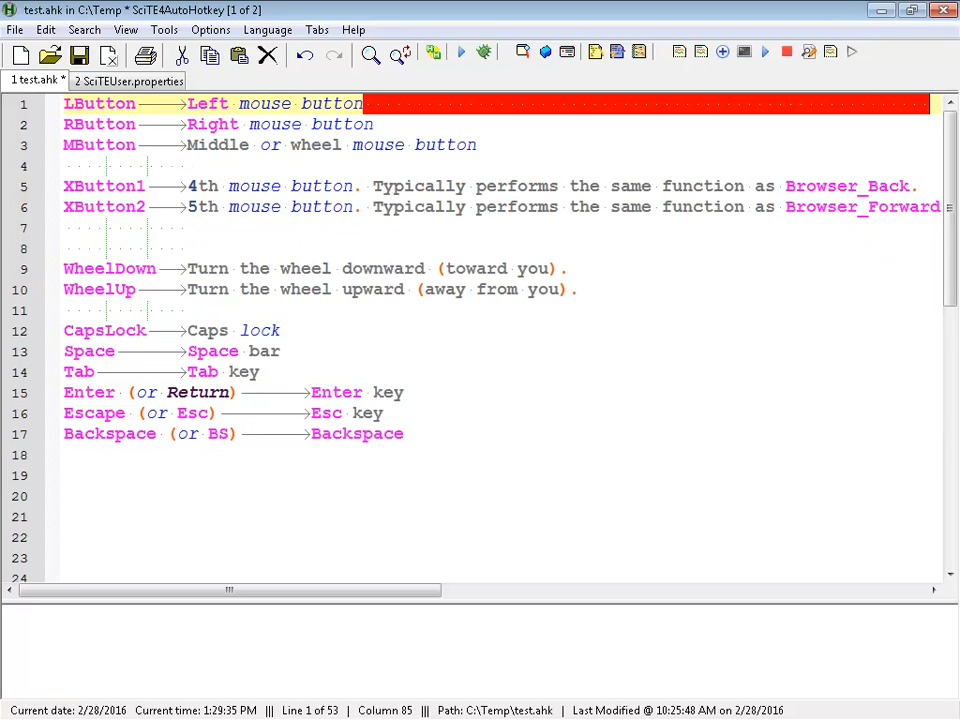 test.ahk in C:\Temp * SciTE4AutoHotkey [1 of 2]
File Edit Search View Tools Options Language Tabs Help
1 test.ahk * 2 SciTEUser.properties
1 LButton Left mouse button
2 RButton Right mouse button
3 MButton Middle or wheel mouse button
4
5 XButton1 4th mouse button. Typically performs the same function as Browser_Back.
6 XButton2 5th mouse button. Typically performs the same function as Browser_Forward
7
8
9 WheelDown Turn the wheel downward (toward you).
10 WheelUp Turn the wheel upward (away from you).
11
12 CapsLock Caps lock
13 Space Space bar
14 Tab Tab key
15 Enter (or Return) Enter key
16 Escape (or Esc) Esc key
17 Backspace (or BS) Backspace
18
19
20
21
22
23
24
Current date: 2/28/2016 Current time: 1:29:35 PM ||| Line 1 of 53 | Column 85 ||| Path: C:\Temp\test.ahk | Last Modified @ 10:25:48 AM on 2/28/2016